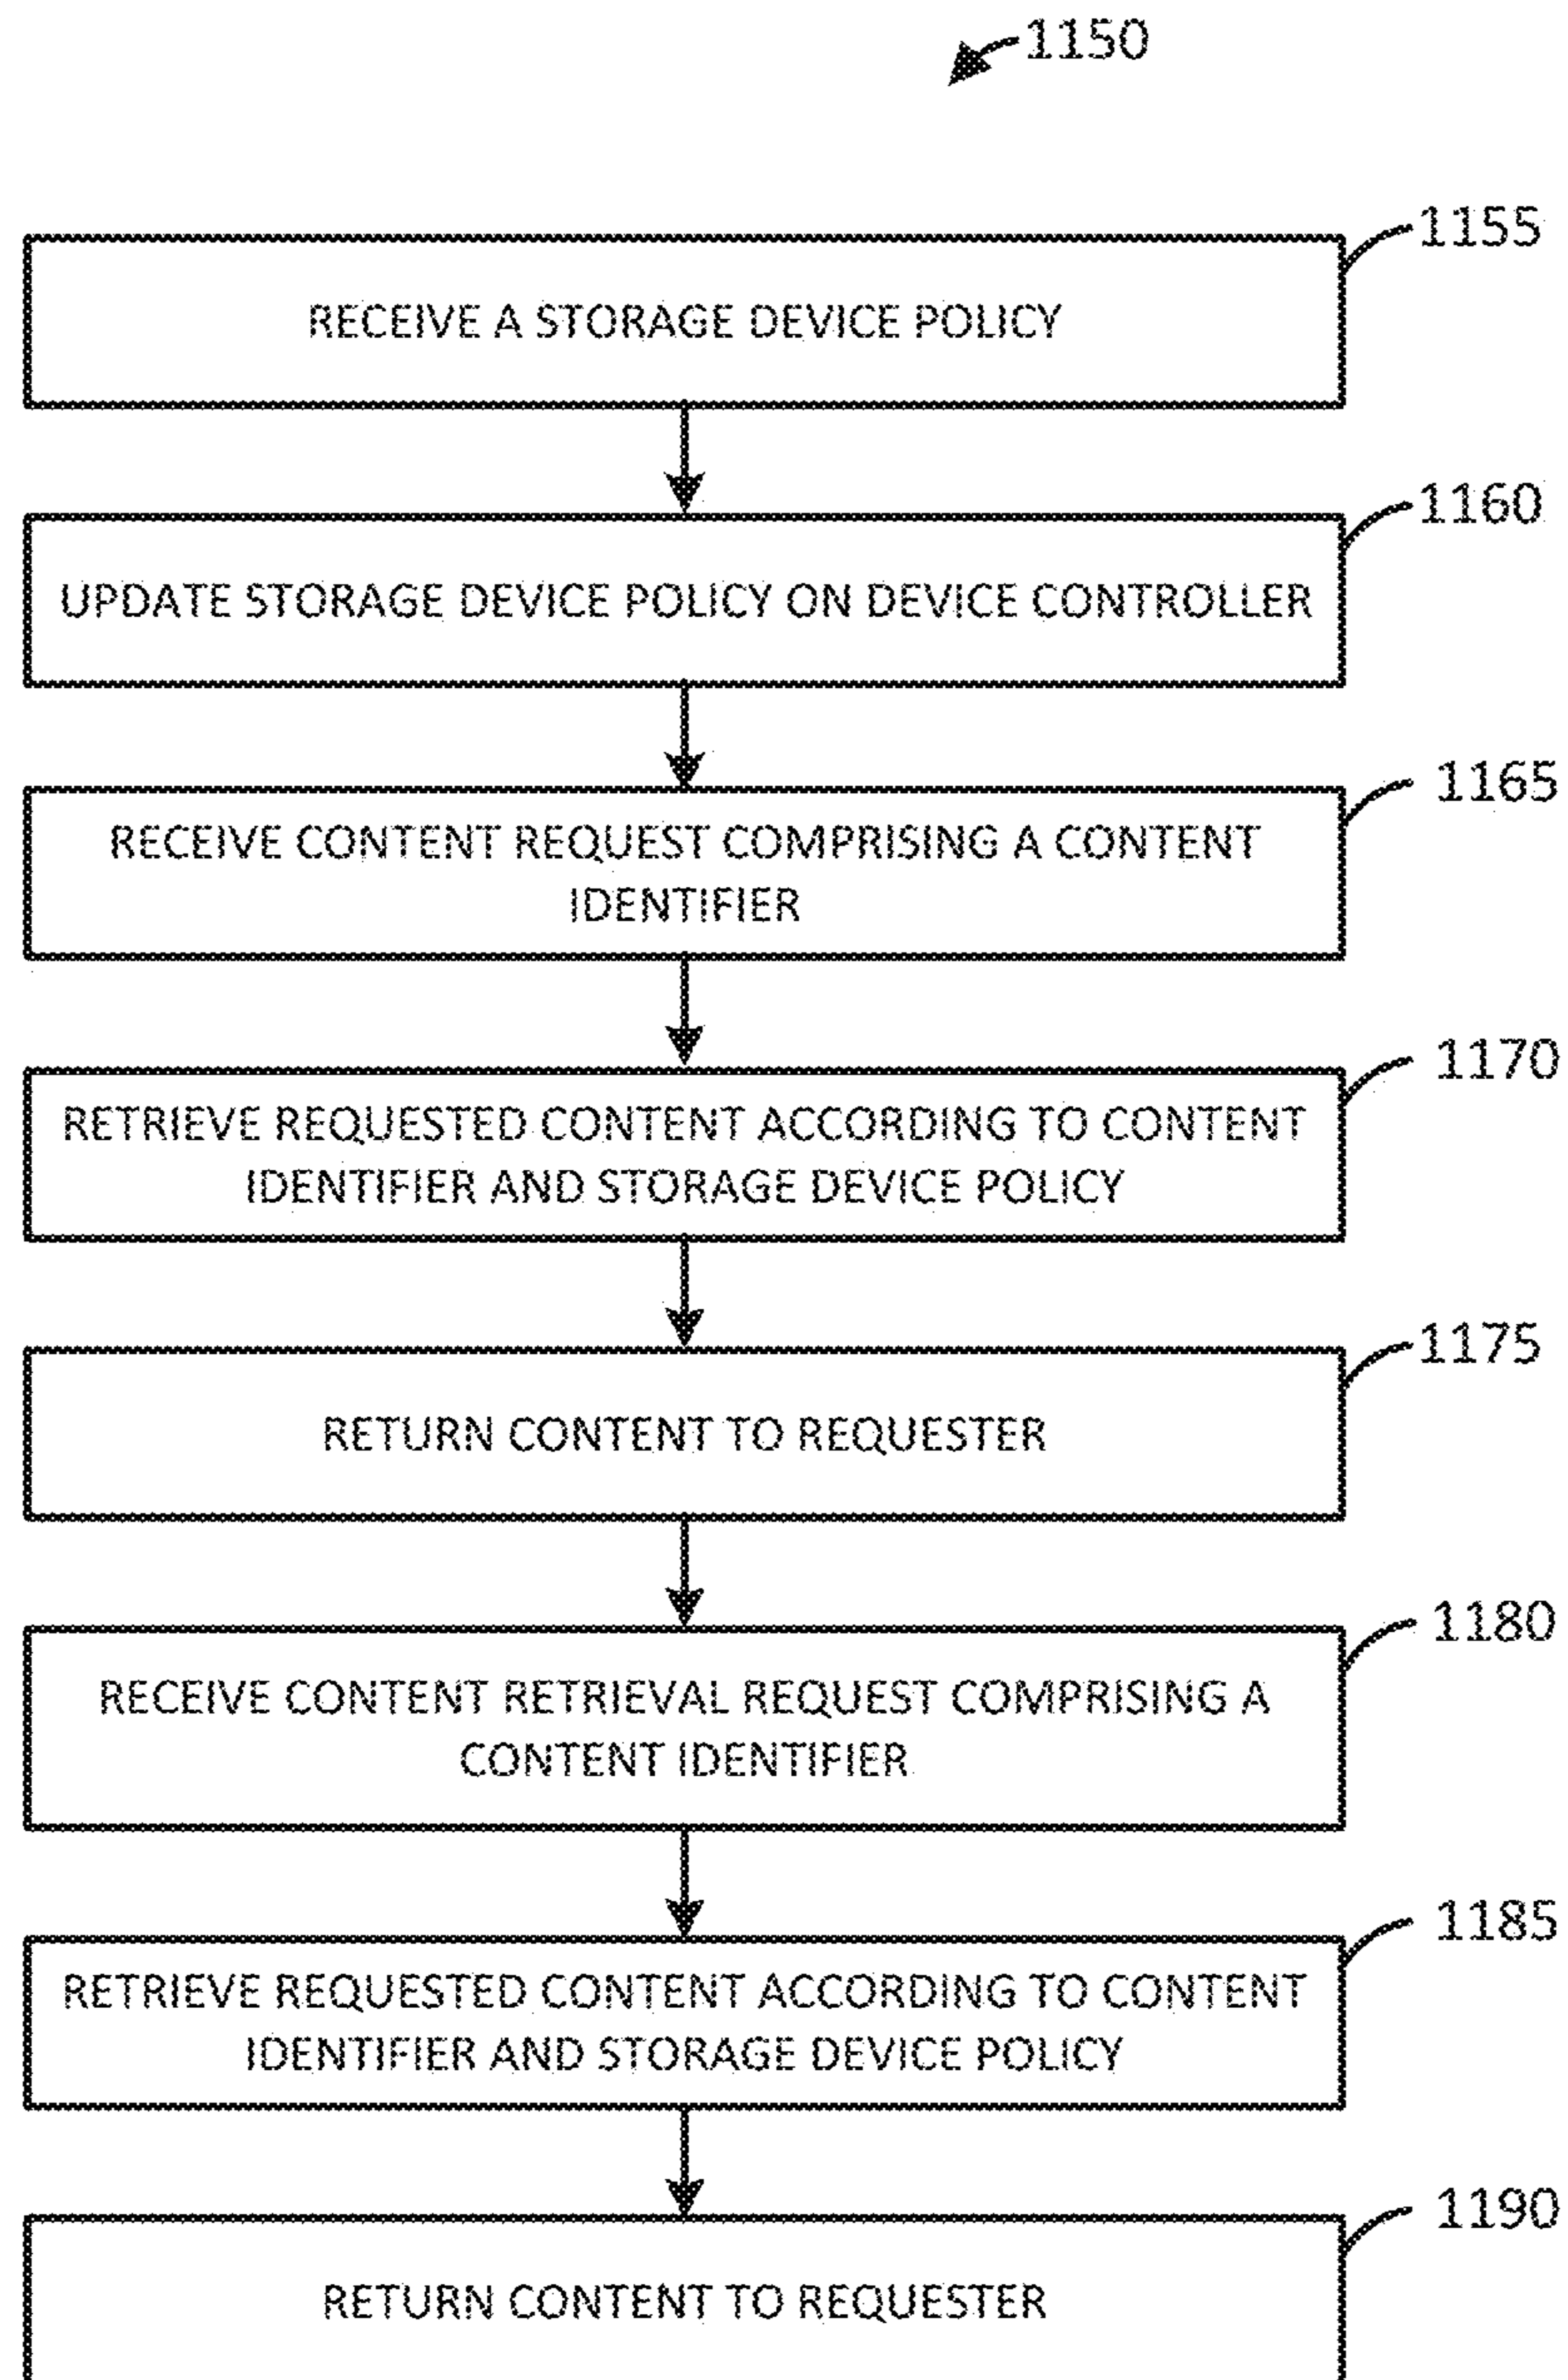 1150
1155
RECEIVE A STORAGE DEVICE POLICY
1160
UPDATE STORAGE DEVICE POLICY ON DEVICE CONTROLLER
1165
RECEIVE CONTENT REQUEST COMPRISING A CONTENT
IDENTIFIER
1170
RETRIEVE REQUESTED CONTENT ACCORDING TO CONTENT
IDENTIFIER AND STORAGE DEVICE POLICY
1175
RETURN CONTENT TO REQUESTER
1180
RECEIVE CONTENT RETRIEVAL REQUEST COMPRISING A
CONTENT IDENTIFIER
1185
RETRIEVE REQUESTED CONTENT ACCORDING TO CONTENT
IDENTIFIER AND STORAGE DEVICE POLICY
1190
RETURN CONTENT TO REQUESTER